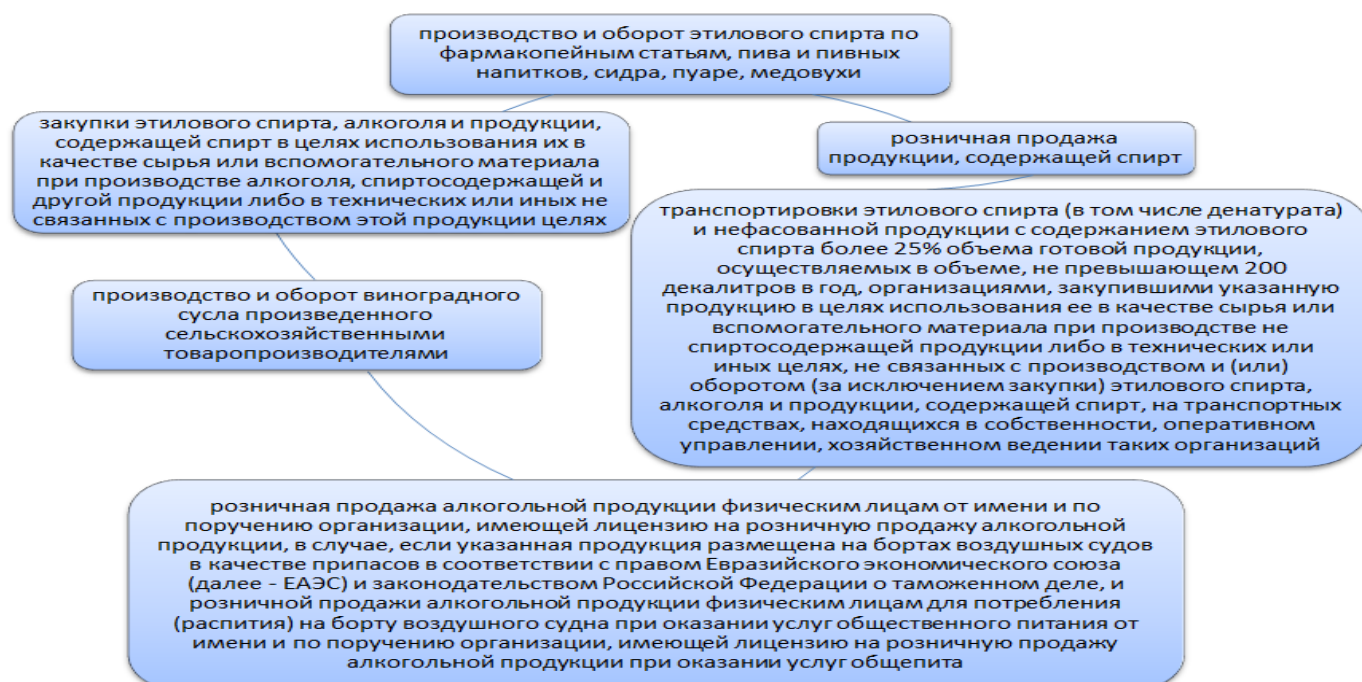 производство и оборот этилового спирта по
фармакопейным статьям, пива и пивных
напитков, сидра, пуаре, медовухи
закупки этилового спирта, алкоголя и продукции,
содержащей спирт в целях использования их в
качестве сырья или вспомогательного материала
при производстве алкоголя, спиртосодержащей и
другой продукции либо в технических или иных не
связанных с производством этой продукции целях
розничная продажа
продукции, содержащей спирт
транспортировки этилового спирта (в том числе денатурата)
и нефасованной продукции с содержанием этилового
спирта более 25% объема готовой продукции,
осуществляемых в объеме, не превышающем 200
декалитров в год, организациями, закупившими указанную
продукцию в целях использования ее в качестве сырья или
вспомогательного материала при производстве не
спиртосодержащей продукции либо в технических или
иных целях, не связанных с производством и (или)
оборотом (за исключением закупки) этилового спирта,
алкоголя и продукции, содержащей спирт, на транспортных
средствах, находящихся в собственности, оперативном
управлении, хозяйственном ведении таких организаций
производство и оборот виноградного
сусла произведенного
сельскохозяйственными
товаропроизводителями
розничная продажа алкогольной продукции физическим лицам от имени и по
поручению организации, имеющей лицензию на розничную продажу алкогольной
продукции, в случае, если указанная продукция размещена на бортах воздушных судов
в качестве припасов в соответствии с правом Евразийского экономического союза
(далее - ЕАЭС) и законодательством Российской Федерации о таможенном деле, и
розничной продажи алкогольной продукции физическим лицам для потребления
(распития) на борту воздушного судна при оказании услуг общественного питания от
имени и по поручению организации, имеющей лицензию на розничную продажу
алкогольной продукции при оказании услуг общепита